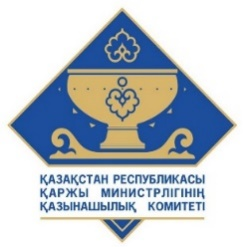 ҚАЗАҚСТАН РЕСПУБЛИКАСЫ
ҚАРЖЫ МИНИСТРЛІГІНІҢ
ҚАЗЫНАШЫЛЫҚ КОМИТЕТІ